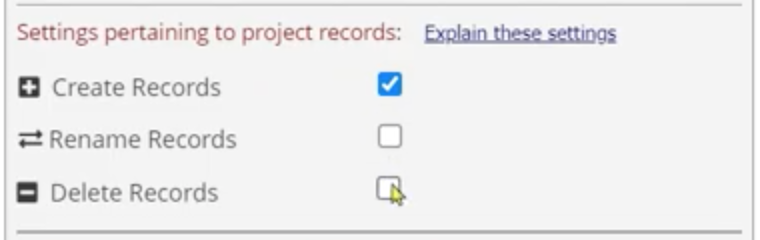 Settings pertaining to project records: Explain these settings
Create Records
Rename Records
Delete Records